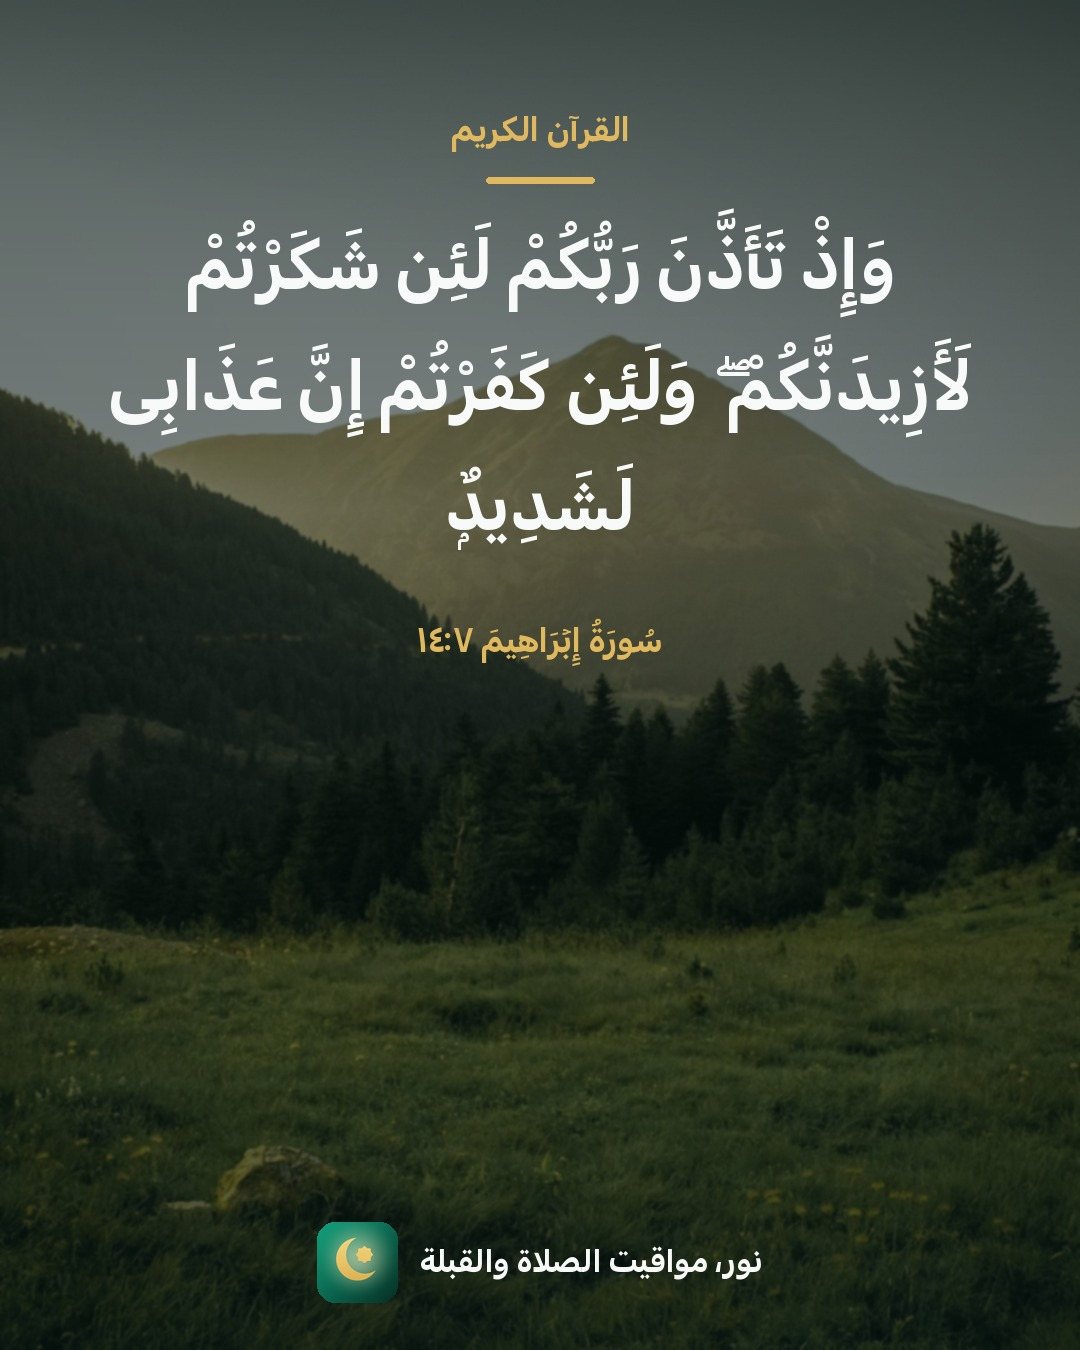 القرآن الكريم
وَإِذْ تَأَذَّنَ رَبُّكُمْ لَئِن شَكَرْتُمْ
لَأَزِيدَنَّكُمْ ۖ وَلَئِن كَفَرْتُمْ إِنَّ عَذَابِى
لَشَدِيدٌۭ
سُورَةُ إِبۡرَاهِيمَ ١٤:٧
نور، مواقيت الصلاة والقبلة